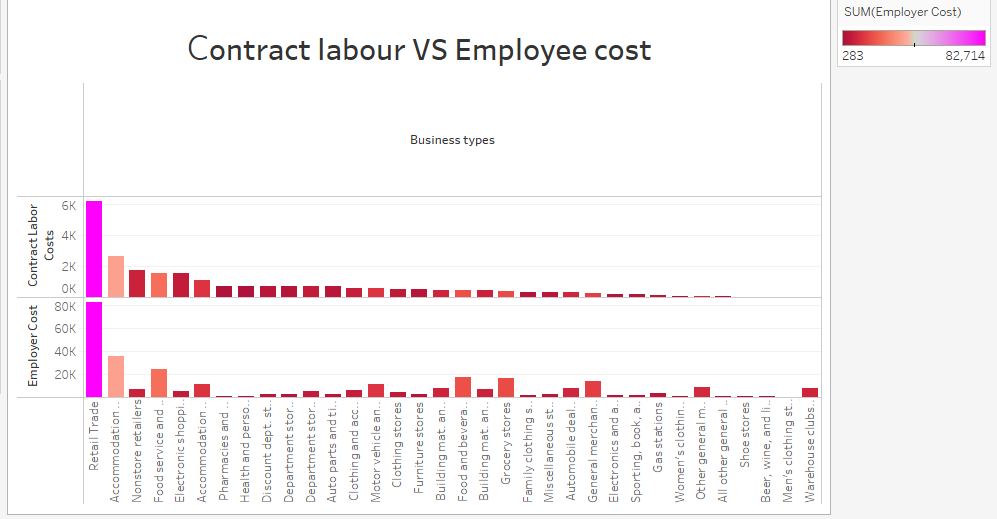 SUM(Employer Cost)
283 82,714
Contract labour VS Employee cost
Business types
Contract Labor
Costs
6K
4K
2K
0K
Employer Cost
80K
60K
40K
20K
Retail Trade
Accommodation ..
Nonstore retailers
Food service and ..
Electronic shoppi..
Accommodation ..
Pharmacies and ..
Health and perso..
Discount dept. st..
Department stor..
Department stor..
Auto parts and ti..
Clothing and acc..
Motor vehicle an..
Clothing stores
Furniture stores
Building mat. an..
Food and bevera..
Building mat. an..
Grocery stores
Family clothing s..
Miscellaneous st..
Automobile deal..
General merchan..
Electronics and a..
Sporting, book, a..
Gas stations
Women's clothin..
Other general m..
All other general ..
Shoe stores
Beer, wine, and li..
Men's clothing st..
Warehouse clubs..